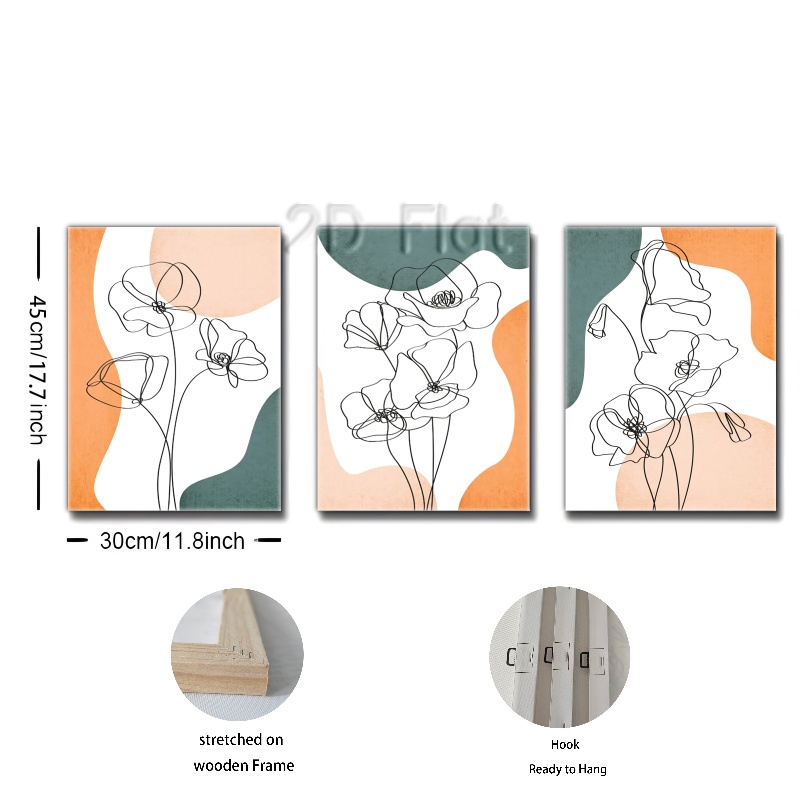 2D Flat
45cm/17.7inch
30cm/11.8inch
stretched on
wooden Frame
Hook
Ready to Hang